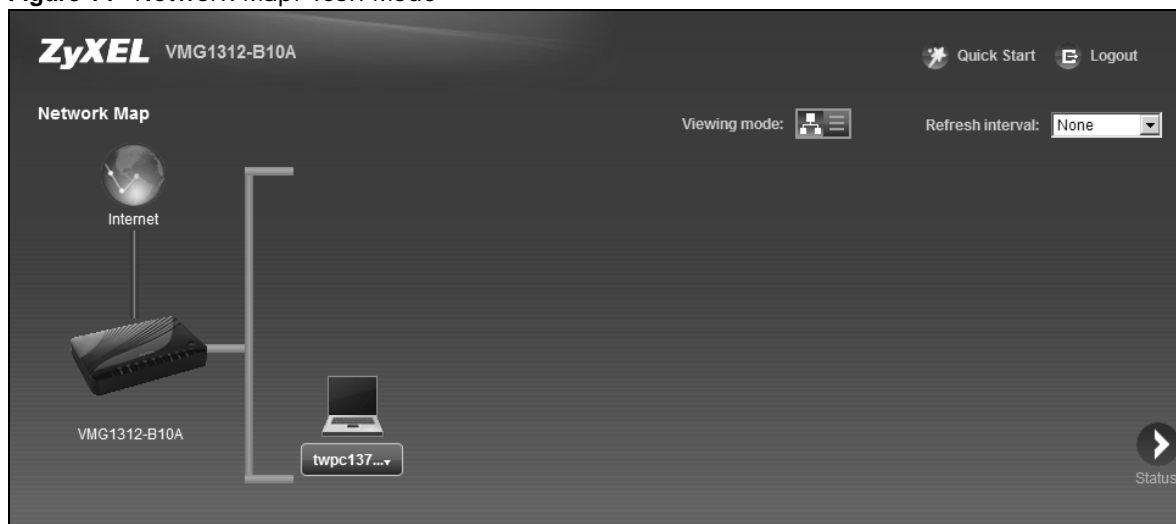 ZyXEL VMG1312-B10A
Quick Start
Logout
Network Map
Viewing mode:
Refresh interval: None
Internet
VMG1312-B10A
twpc137...
Status